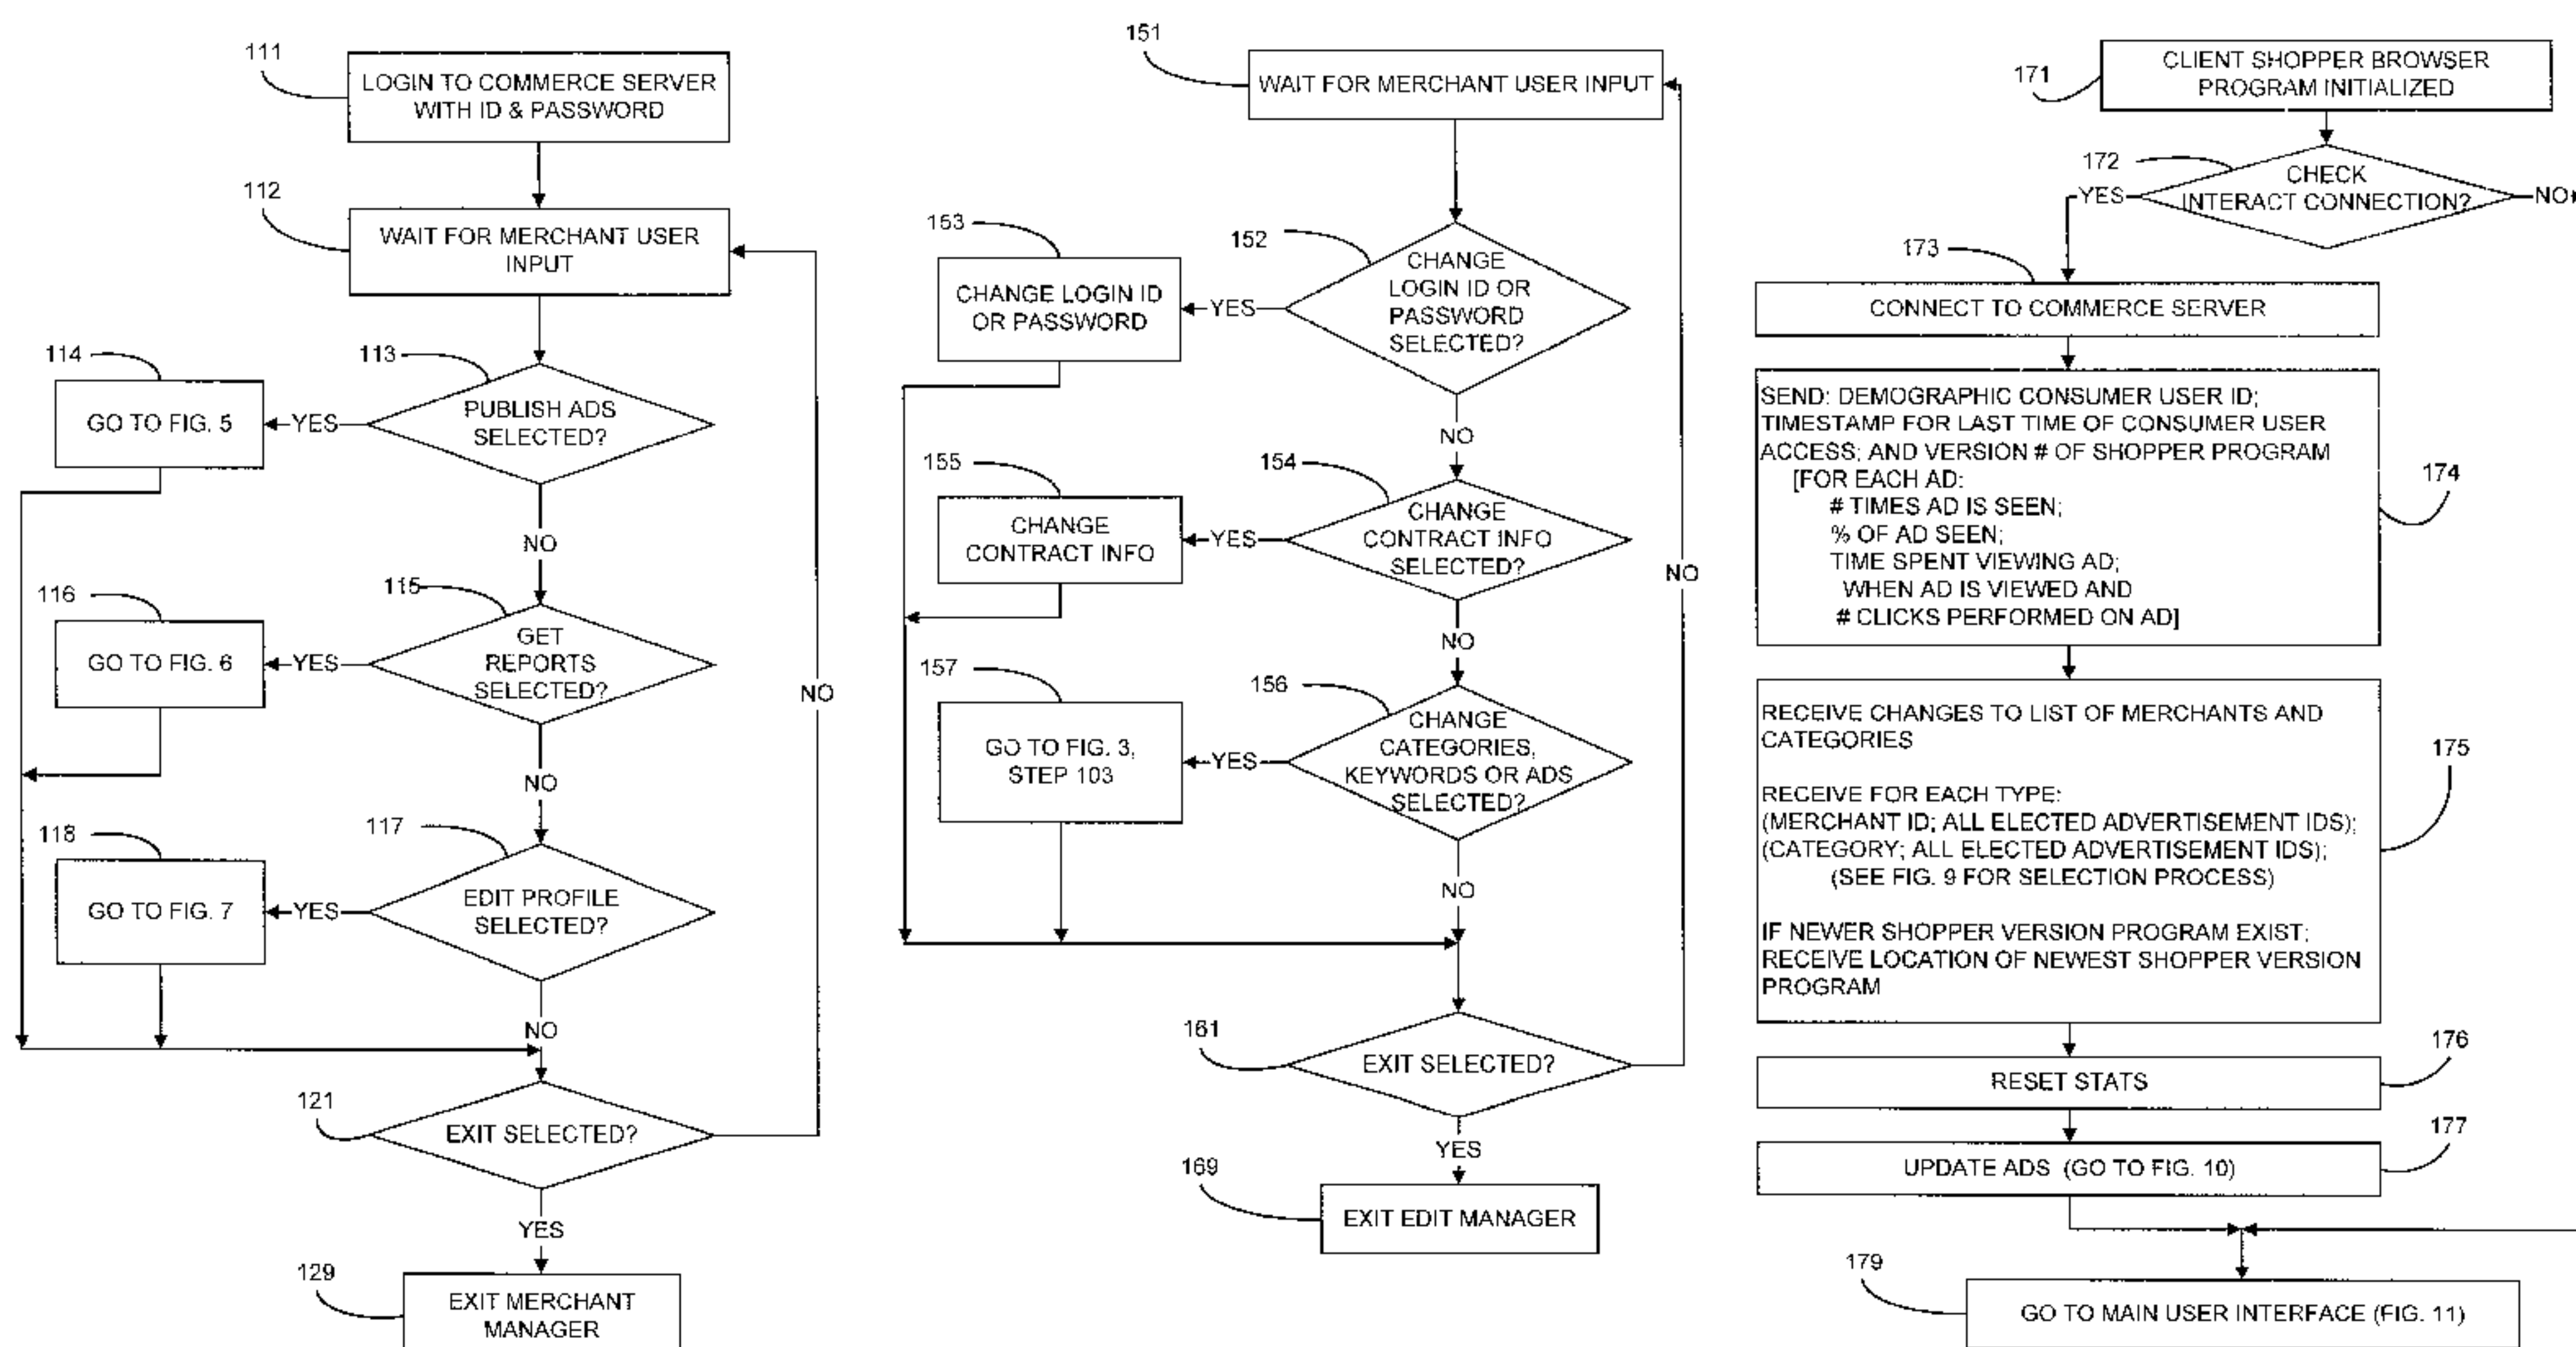 111
LOGIN TO COMMERCE SERVER
WITH ID & PASSWORD
112
WAIT FOR MERCHANT USER
INPUT
114
113
GO TO FIG. 5
YES
PUBLISH ADS
SELECTED?
NO
116
115
GO TO FIG. 6
YES
GET
REPORTS
SELECTED?
NO
NO
118
117
GO TO FIG. 7
YES
EDIT PROFILE
SELECTED?
NO
121
EXIT SELECTED?
YES
129
EXIT MERCHANT
MANAGER
151
WAIT FOR MERCHANT USER INPUT
153
152
CHANGE LOGIN ID
OR PASSWORD
YES
CHANGE
LOGIN ID OR
PASSWORD
SELECTED?
NO
155
154
CHANGE
CONTRACT INFO
YES
CHANGE
CONTRACT INFO
SELECTED?
NO
NO
157
156
GO TO FIG. 3,
STEP 103
YES
CHANGE
CATEGORIES,
KEYWORDS OR ADS
SELECTED?
NO
161
EXIT SELECTED?
YES
169
EXIT EDIT MANAGER
171
CLIENT SHOPPER BROWSER
PROGRAM INITIALIZED
172
CHECK
INTERACT CONNECTION?
YES
NO
173
CONNECT TO COMMERCE SERVER
SEND: DEMOGRAPHIC CONSUMER USER ID;
TIMESTAMP FOR LAST TIME OF CONSUMER USER
ACCESS; AND VERSION # OF SHOPPER PROGRAM
[FOR EACH AD:
# TIMES AD IS SEEN;
% OF AD SEEN;
TIME SPENT VIEWING AD;
WHEN AD IS VIEWED AND
# CLICKS PERFORMED ON AD]
174
RECEIVE CHANGES TO LIST OF MERCHANTS AND
CATEGORIES
RECEIVE FOR EACH TYPE:
(MERCHANT ID; ALL ELECTED ADVERTISEMENT IDS);
(CATEGORY; ALL ELECTED ADVERTISEMENT IDS);
(SEE FIG. 9 FOR SELECTION PROCESS)
IF NEWER SHOPPER VERSION PROGRAM EXIST;
RECEIVE LOCATION OF NEWEST SHOPPER VERSION
PROGRAM
175
RESET STATS
176
UPDATE ADS (GO TO FIG. 10)
177
179
GO TO MAIN USER INTERFACE (FIG. 11)